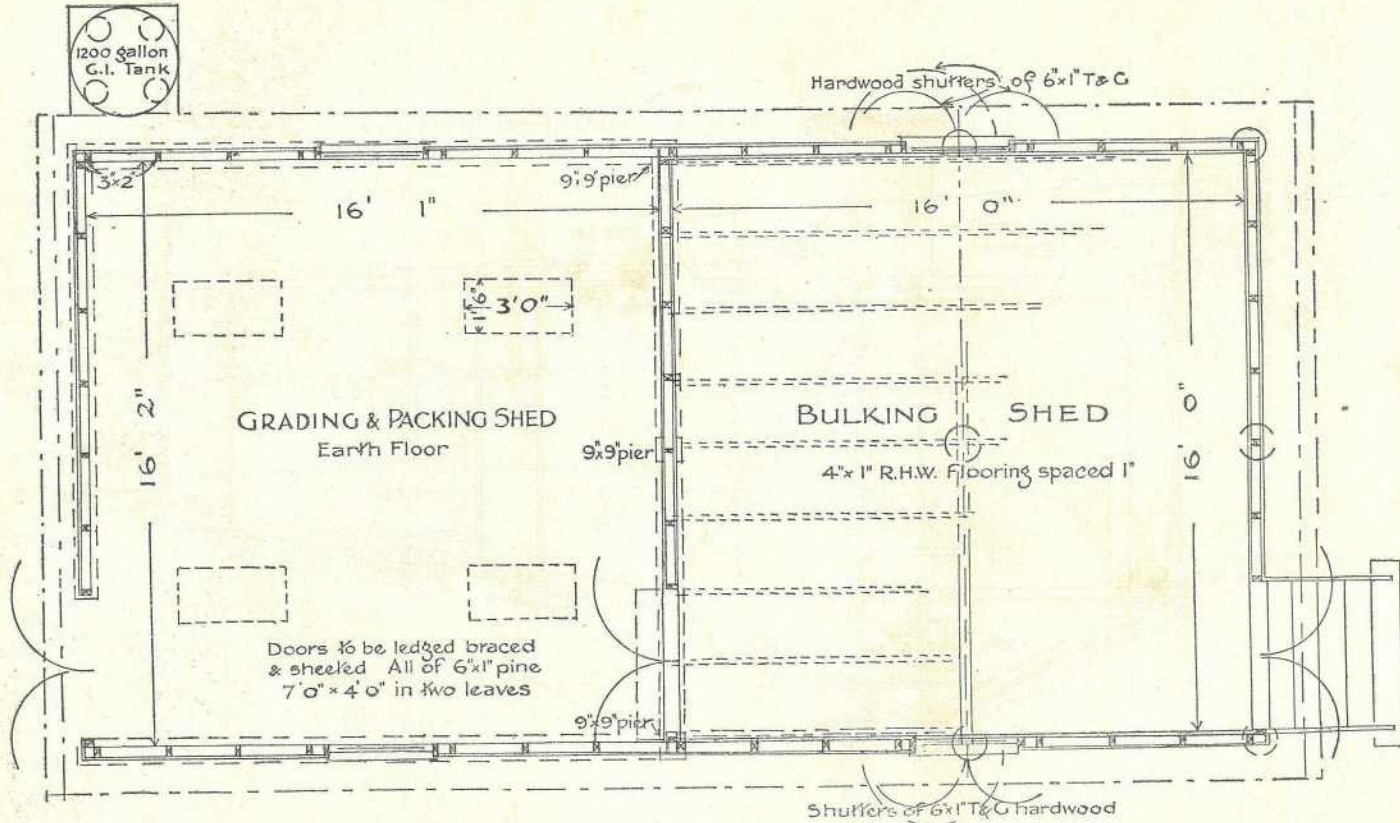 1200 gallon
G.I. Tank
Hardwood shutters of 6"x1" T&G
3"x2"
9"x9" pier
16' 1"
16' 0"
1'6"
3'0"
16' 2"
GRADING & PACKING SHED
Earth Floor
BULKING SHED
16' 0"
9"x9" pier
4"x 1" R.H.W. Flooring spaced 1"
Doors to be ledged braced
& sheeted All of 6"x1" pine
7'0" x 4'0" in two leaves
9"x9" pier
Shutters of 6"x1" T&G hardwood